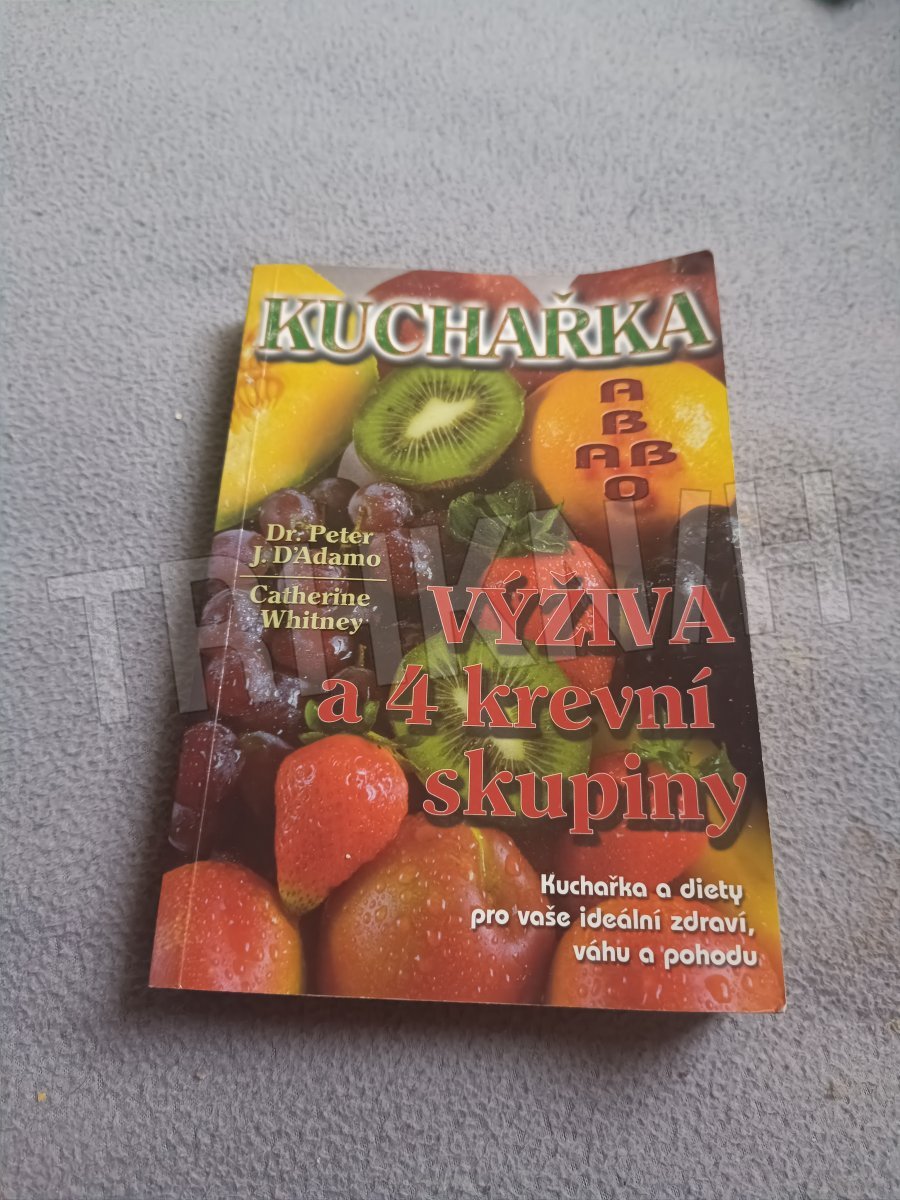 KUCHAŘKA
A
B
AB B
O
Dr. Peter
J. D'Adamo
Catherine
Whitney
VÝŽIVA
a 4 krevní
skupiny
Kuchařka a diety
pro vaše ideální zdraví,
váhu a pohodu